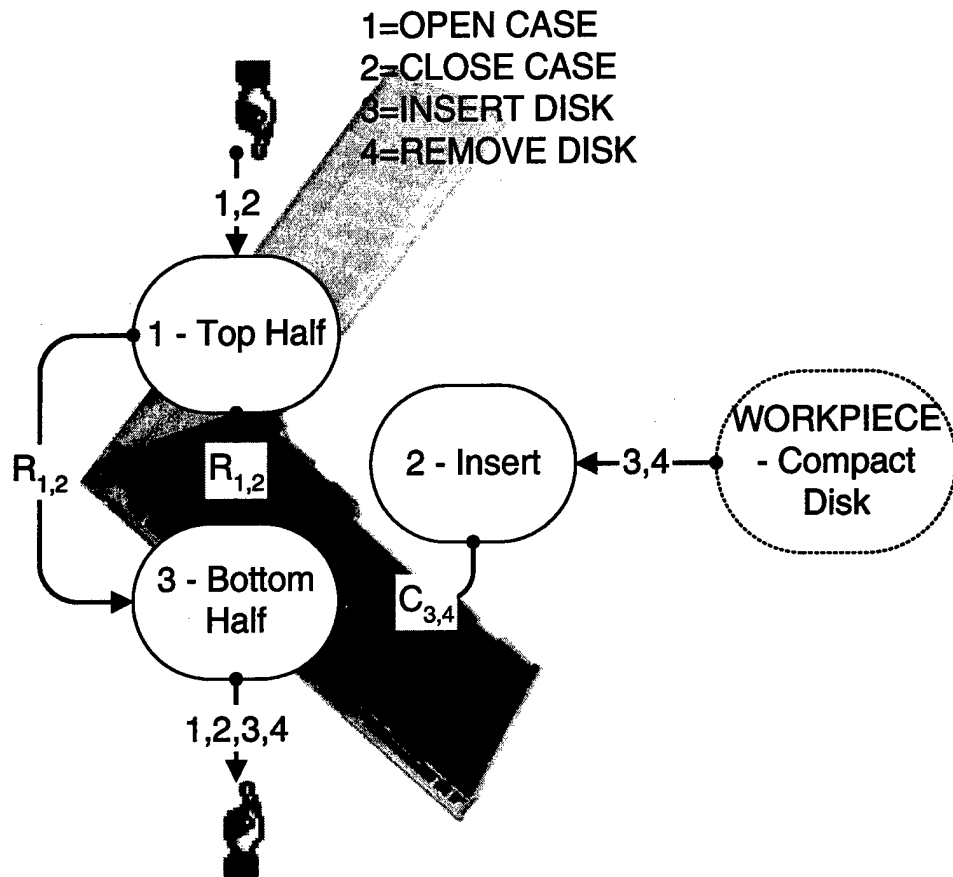 1=OPEN CASE
2=CLOSE CASE
3=INSERT DISK
4=REMOVE DISK
1,2
1 - Top Half
R1,2
R1,2
2 - Insert
3,4
WORKPIECE
- Compact
Disk
3 - Bottom
Half
C3,4
1,2,3,4